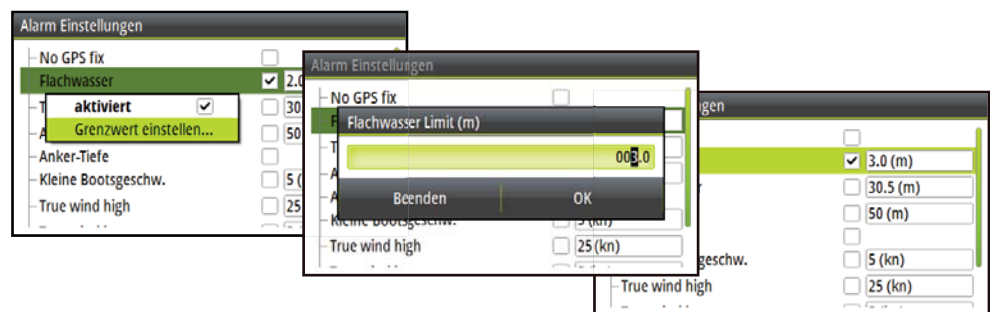 Alarm Einstellungen
No GPS fix
Flachwasser 2.0
aktiviert 30
Grenzwert einstellen... 50
Anker-Tiefe
Kleine Bootsgeschw. 5 (
True wind high 25
Alarm Einstellungen
No GPS fix
Flachwasser Limit (m)
003.0
Beenden OK
Kleine Bootsgeschw. 5 (kn)
True wind high 25 (kn)
ngen
3.0 (m)
30.5 (m)
50 (m)
geschw. 5 (kn)
True wind high 25 (kn)